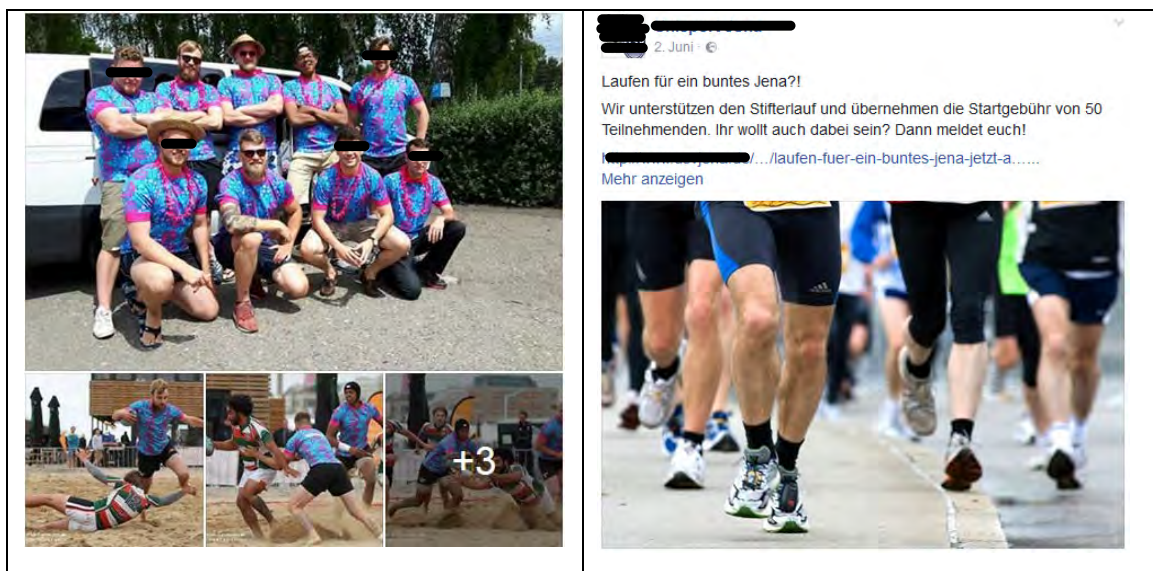 +3
2. Juni
Laufen für ein buntes Jena?!
Wir unterstützen den Stifterlauf und übernehmen die Startgebühr von 50
Teilnehmenden. Ihr wollt auch dabei sein? Dann meldet euch!
/…/laufen-fuer-ein-buntes-jena-jetzt-a……
Mehr anzeigen
adidas